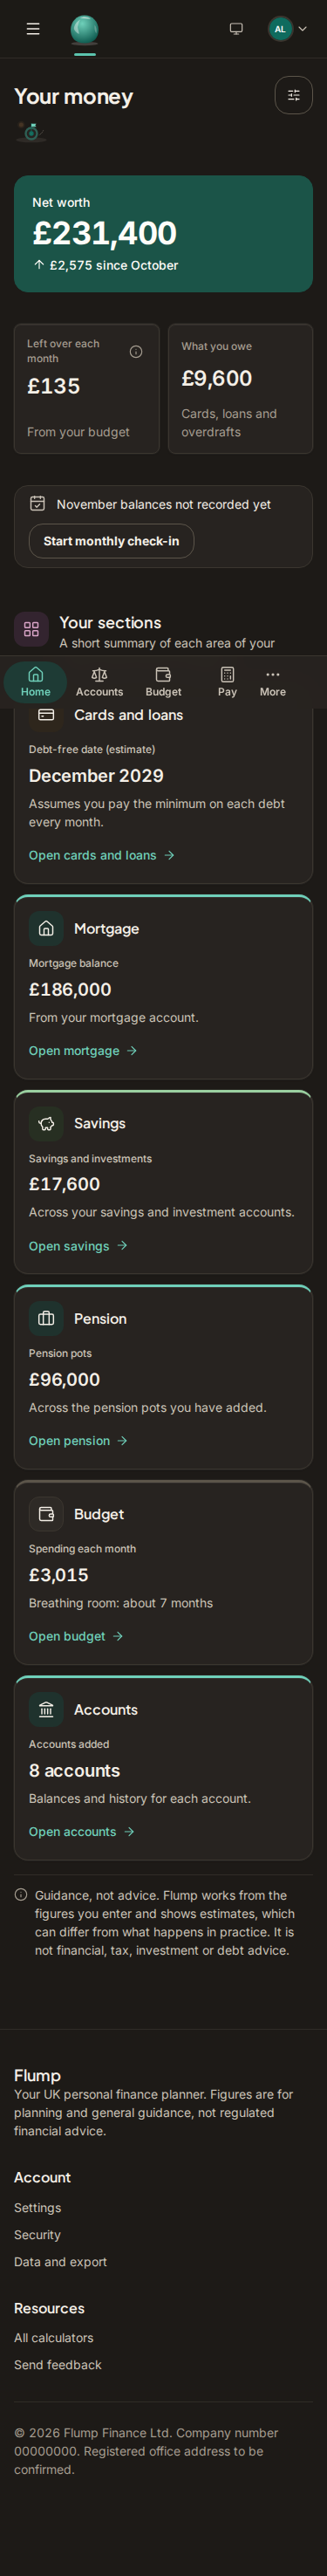 AL
Your money
Net worth
£231,400
↑ £2,575 since October
Left over each
month
£135
From your budget
What you owe
£9,600
Cards, loans and
overdrafts
November balances not recorded yet
Start monthly check-in
Your sections
A short summary of each area of your
Home
Accounts
Budget
Pay
More
Cards and loans
Debt-free date (estimate)
December 2029
Assumes you pay the minimum on each debt
every month.
Open cards and loans →
Mortgage
Mortgage balance
£186,000
From your mortgage account.
Open mortgage →
Savings
Savings and investments
£17,600
Across your savings and investment accounts.
Open savings →
Pension
Pension pots
£96,000
Across the pension pots you have added.
Open pension →
Budget
Spending each month
£3,015
Breathing room: about 7 months
Open budget →
Accounts
Accounts added
8 accounts
Balances and history for each account.
Open accounts →
Guidance, not advice. Flump works from the
figures you enter and shows estimates, which
can differ from what happens in practice. It is
not financial, tax, investment or debt advice.
Flump
Your UK personal finance planner. Figures are for
planning and general guidance, not regulated
financial advice.
Account
Settings
Security
Data and export
Resources
All calculators
Send feedback
© 2026 Flump Finance Ltd. Company number
00000000. Registered office address to be
confirmed.